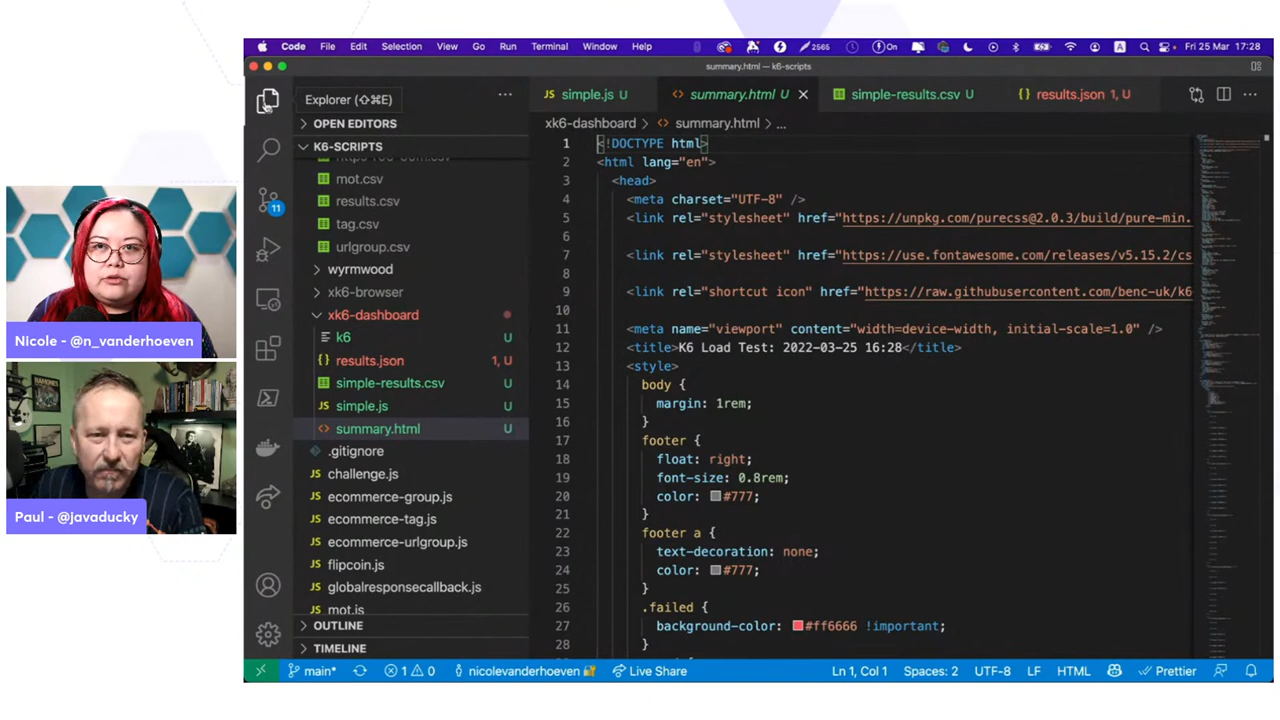 Code File Edit Selection View Go Run Terminal Window Help 2565 On A Fri 25 Mar 17:28
summary.html — k6-scripts
Explorer (⇧⌘E)
simple.js U
summary.html U
simple-results.csv U
results.json 1, U
OPEN EDITORS
K6-SCRIPTS
mot.csv
results.csv
tag.csv
urlgroup.csv
wyrmwood
xk6-browser
xk6-dashboard
k6 U
results.json 1, U
simple-results.csv U
simple.js U
summary.html U
.gitignore
challenge.js
ecommerce-group.js
ecommerce-tag.js
ecommerce-urlgroup.js
flipcoin.js
globalresponsecallback.js
mot.js
OUTLINE
TIMELINE
11
xk6-dashboard > summary.html > ...
1 <!DOCTYPE html>
2 <html lang="en">
3 <head>
4 <meta charset="UTF-8" />
5 <link rel="stylesheet" href="https://unpkg.com/purecss@2.0.3/build/pure-min.
6
7 <link rel="stylesheet" href="https://use.fontawesome.com/releases/v5.15.2/cs
8
9 <link rel="shortcut icon" href="https://raw.githubusercontent.com/benc-uk/k6
10
11 <meta name="viewport" content="width=device-width, initial-scale=1.0" />
12 <title>K6 Load Test: 2022-03-25 16:28</title>
13 <style>
14 body {
15 margin: 1rem;
16 }
17 footer {
18 float: right;
19 font-size: 0.8rem;
20 color: #777;
21 }
22 footer a {
23 text-decoration: none;
24 color: #777;
25 }
26 .failed {
27 background-color: #ff6666 !important;
28 }
main* 1 0 nicolevanderhoeven Live Share Ln 1, Col 1 Spaces: 2 UTF-8 LF HTML Prettier
Nicole - @n_vanderhoeven
Paul - @javaducky